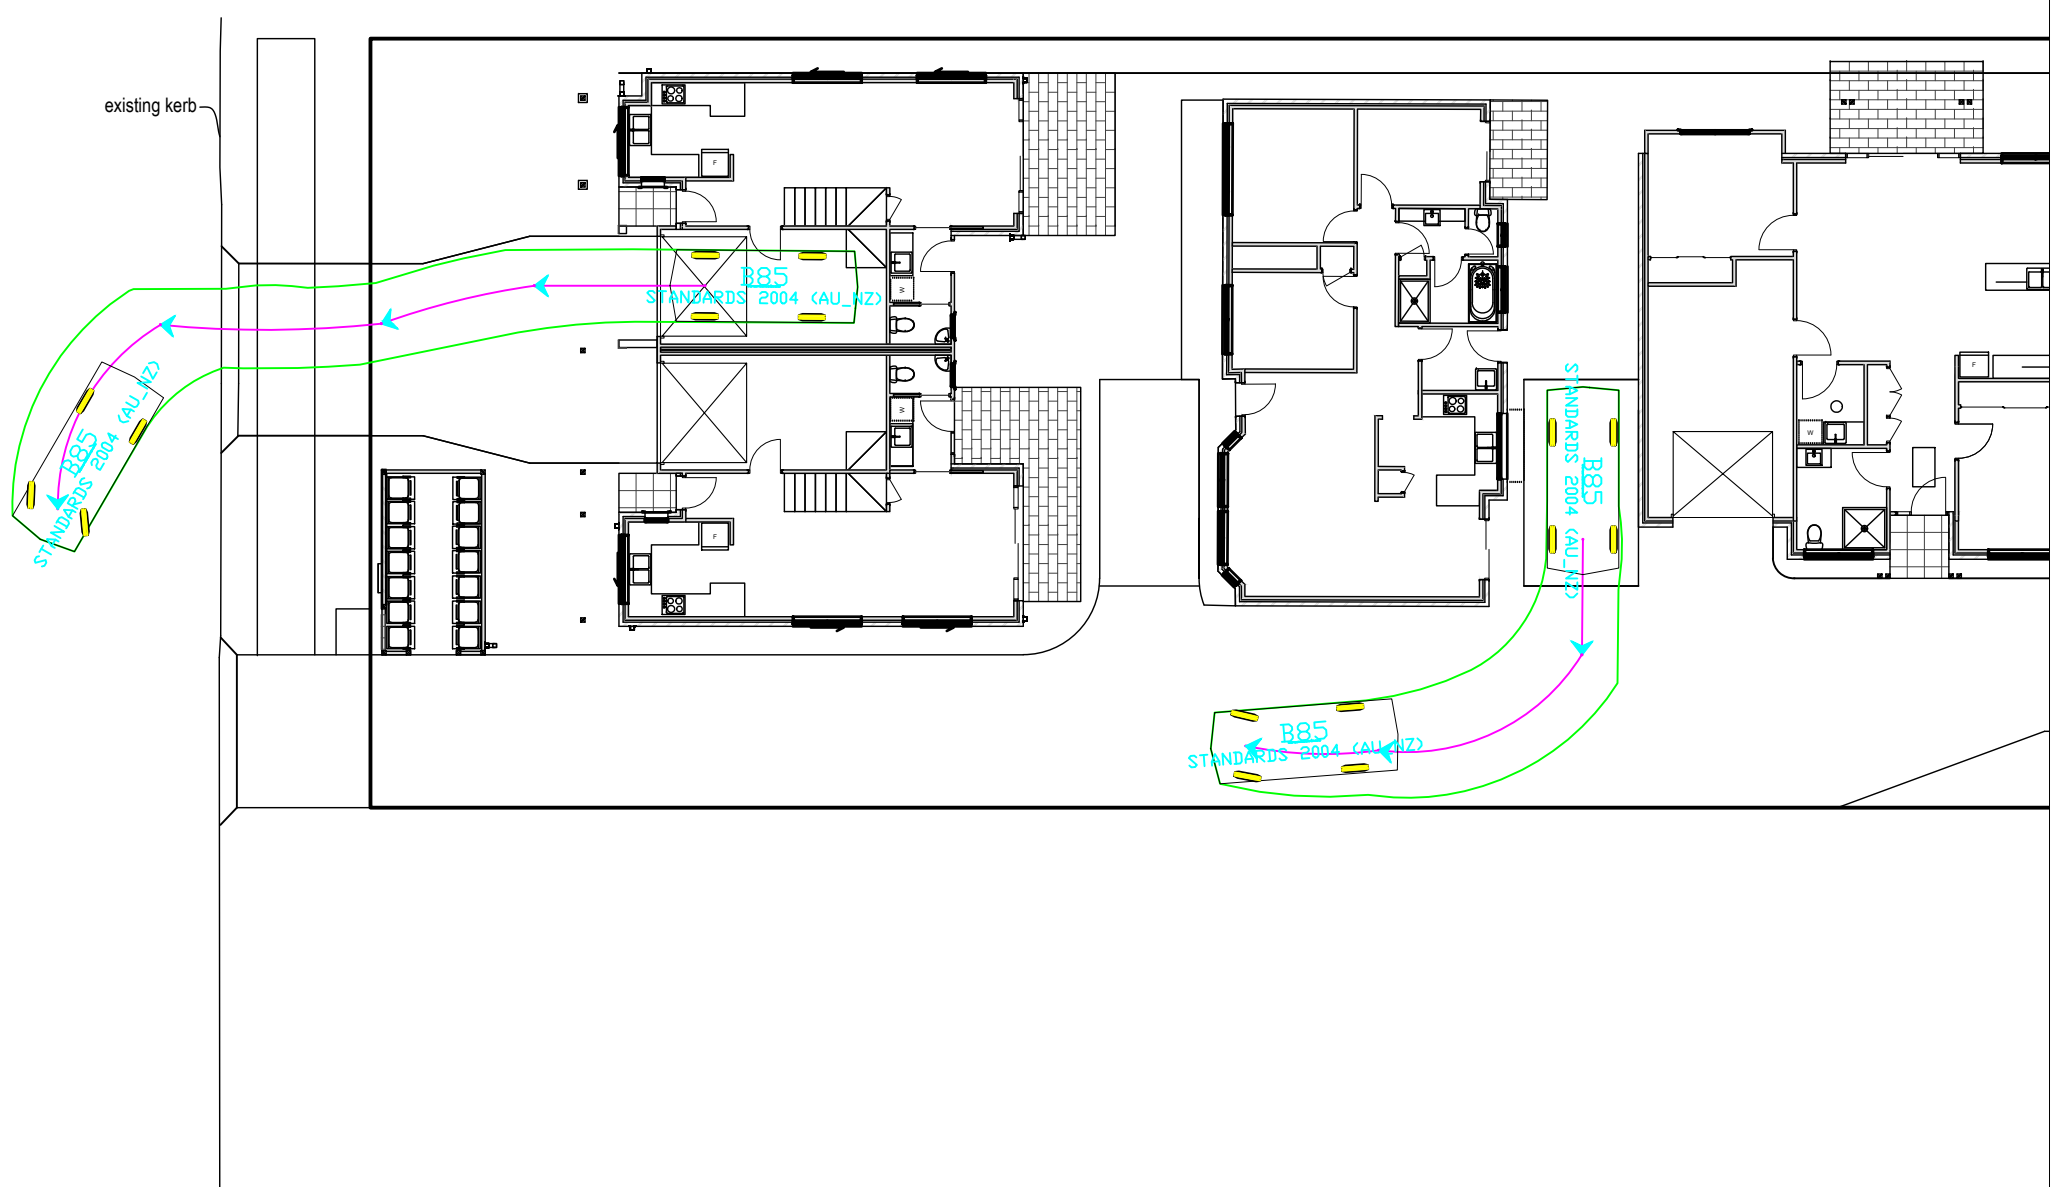 existing kerb
F
B85
STANDARDS 2004 (AU_NZ)
W
B85
STANDARDS 2004 (AU_NZ)
W
F
B85
STANDARDS 2004 (AU_NZ)
F
W
B85
STANDARDS 2004 (AU_NZ)